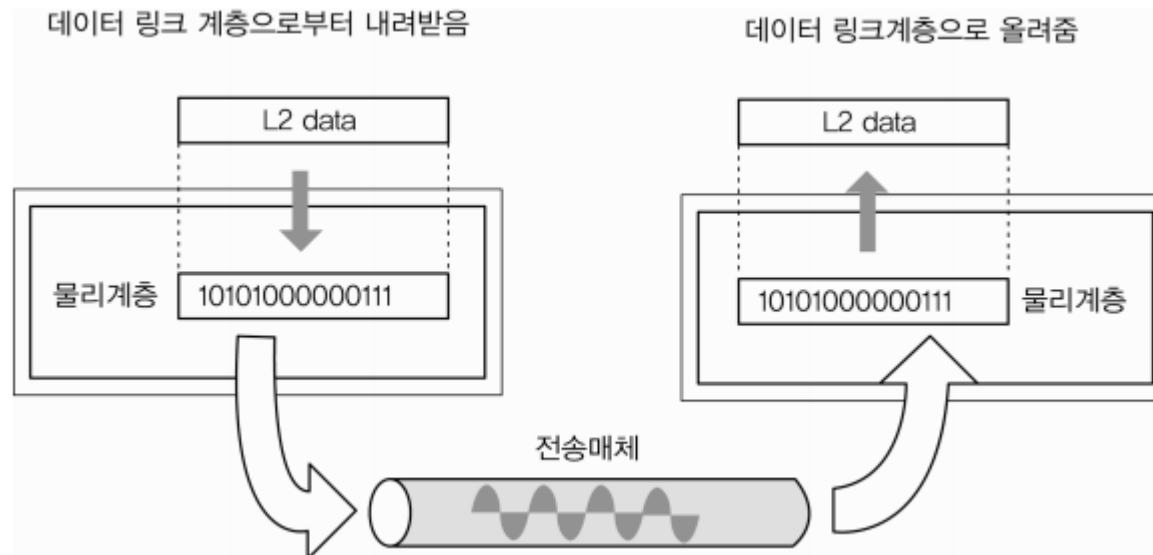 데이터 링크 계층으로부터 내려받음
데이터 링크계층으로 올려줌
L2 data
L2 data
물리계층
10101000000111
10101000000111
물리계층
전송매체